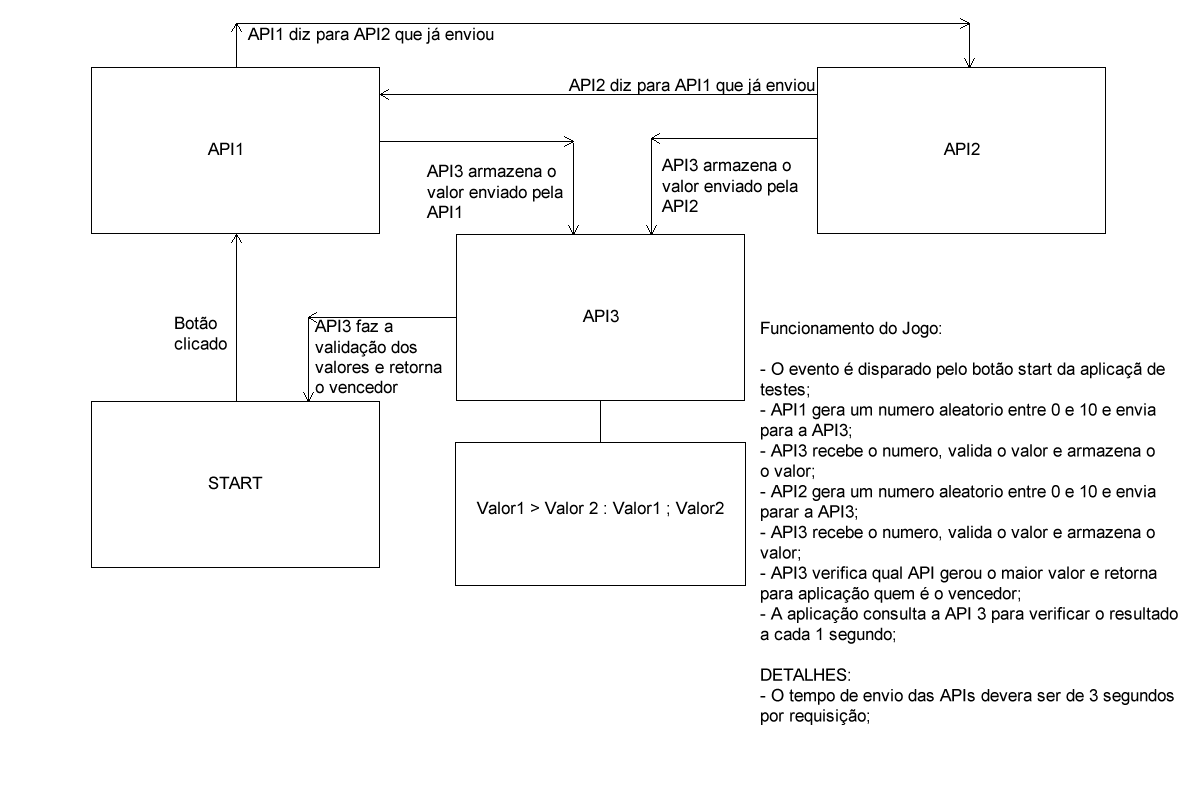 API1 diz para API2 que já enviou
API2 diz para API1 que já enviou
API1
API2
API3 armazena o
valor enviado pela
API1
API3 armazena o
valor enviado pela
API2
API3
Botão
clicado
API3 faz a
validação dos
valores e retorna
o vencedor
START
Valor1 > Valor 2 : Valor1 ; Valor2
Funcionamento do Jogo:
- O evento é disparado pelo botão start da aplicaçã de
testes;
- API1 gera um numero aleatorio entre 0 e 10 e envia
para a API3;
- API3 recebe o numero, valida o valor e armazena o
o valor;
- API2 gera um numero aleatorio entre 0 e 10 e envia
parar a API3;
- API3 recebe o numero, valida o valor e armazena o
valor;
- API3 verifica qual API gerou o maior valor e retorna
para aplicação quem é o vencedor;
- A aplicação consulta a API 3 para verificar o resultado
a cada 1 segundo;
DETALHES:
- O tempo de envio das APIs devera ser de 3 segundos
por requisição;